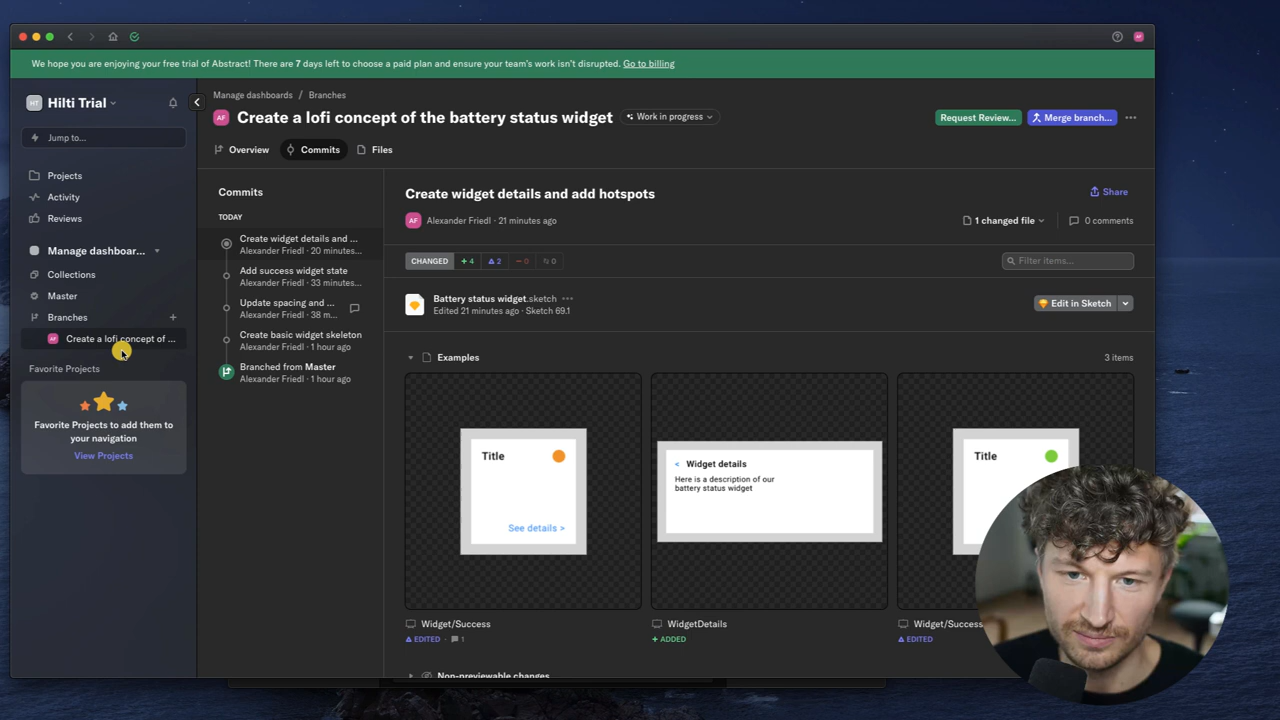 We hope you are enjoying your free trial of Abstract! There are 7 days left to choose a paid plan and ensure your team's work isn't disrupted. Go to billing
HT Hilti Trial
Jump to...
Projects
Activity
Reviews
Manage dashboar...
Collections
Master
Branches +
AF Create a lofi concept of ...
Favorite Projects
Favorite Projects to add them to
your navigation
View Projects
Manage dashboards / Branches
AF Create a lofi concept of the battery status widget Work in progress
Request Review... Merge branch...
Overview Commits Files
Commits
TODAY
Create widget details and ...
Alexander Friedl · 20 minutes...
Add success widget state
Alexander Friedl · 33 minutes...
Update spacing and ...
Alexander Friedl · 38 m...
Create basic widget skeleton
Alexander Friedl · 1 hour ago
Branched from Master
Alexander Friedl · 1 hour ago
Create widget details and add hotspots
Share
AF Alexander Friedl · 21 minutes ago
1 changed file 0 comments
CHANGED +4 2 −0 0
Filter items...
Battery status widget.sketch
Edited 21 minutes ago · Sketch 69.1
Edit in Sketch
Examples 3 items
Title
See details >
< Widget details
Here is a description of our
battery status widget
Title
Widget/Success
EDITED · 1
WidgetDetails
+ ADDED
Widget/Success
EDITED
Non-previewable changes